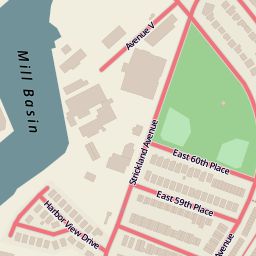 Avenue V
Mill Basin
Strickland Avenue
East 60th Place
East 59th Place
Harbor View Drive
Avenue